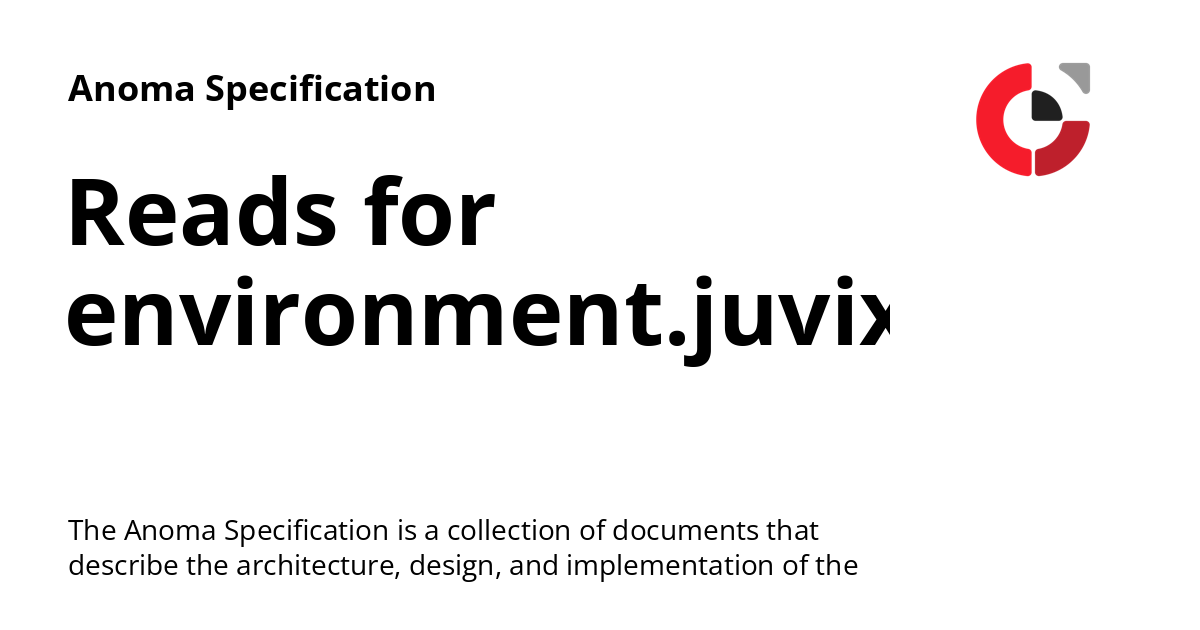 Anoma Specification
Reads for
environment.juvix
The Anoma Specification is a collection of documents that
describe the architecture, design, and implementation of the